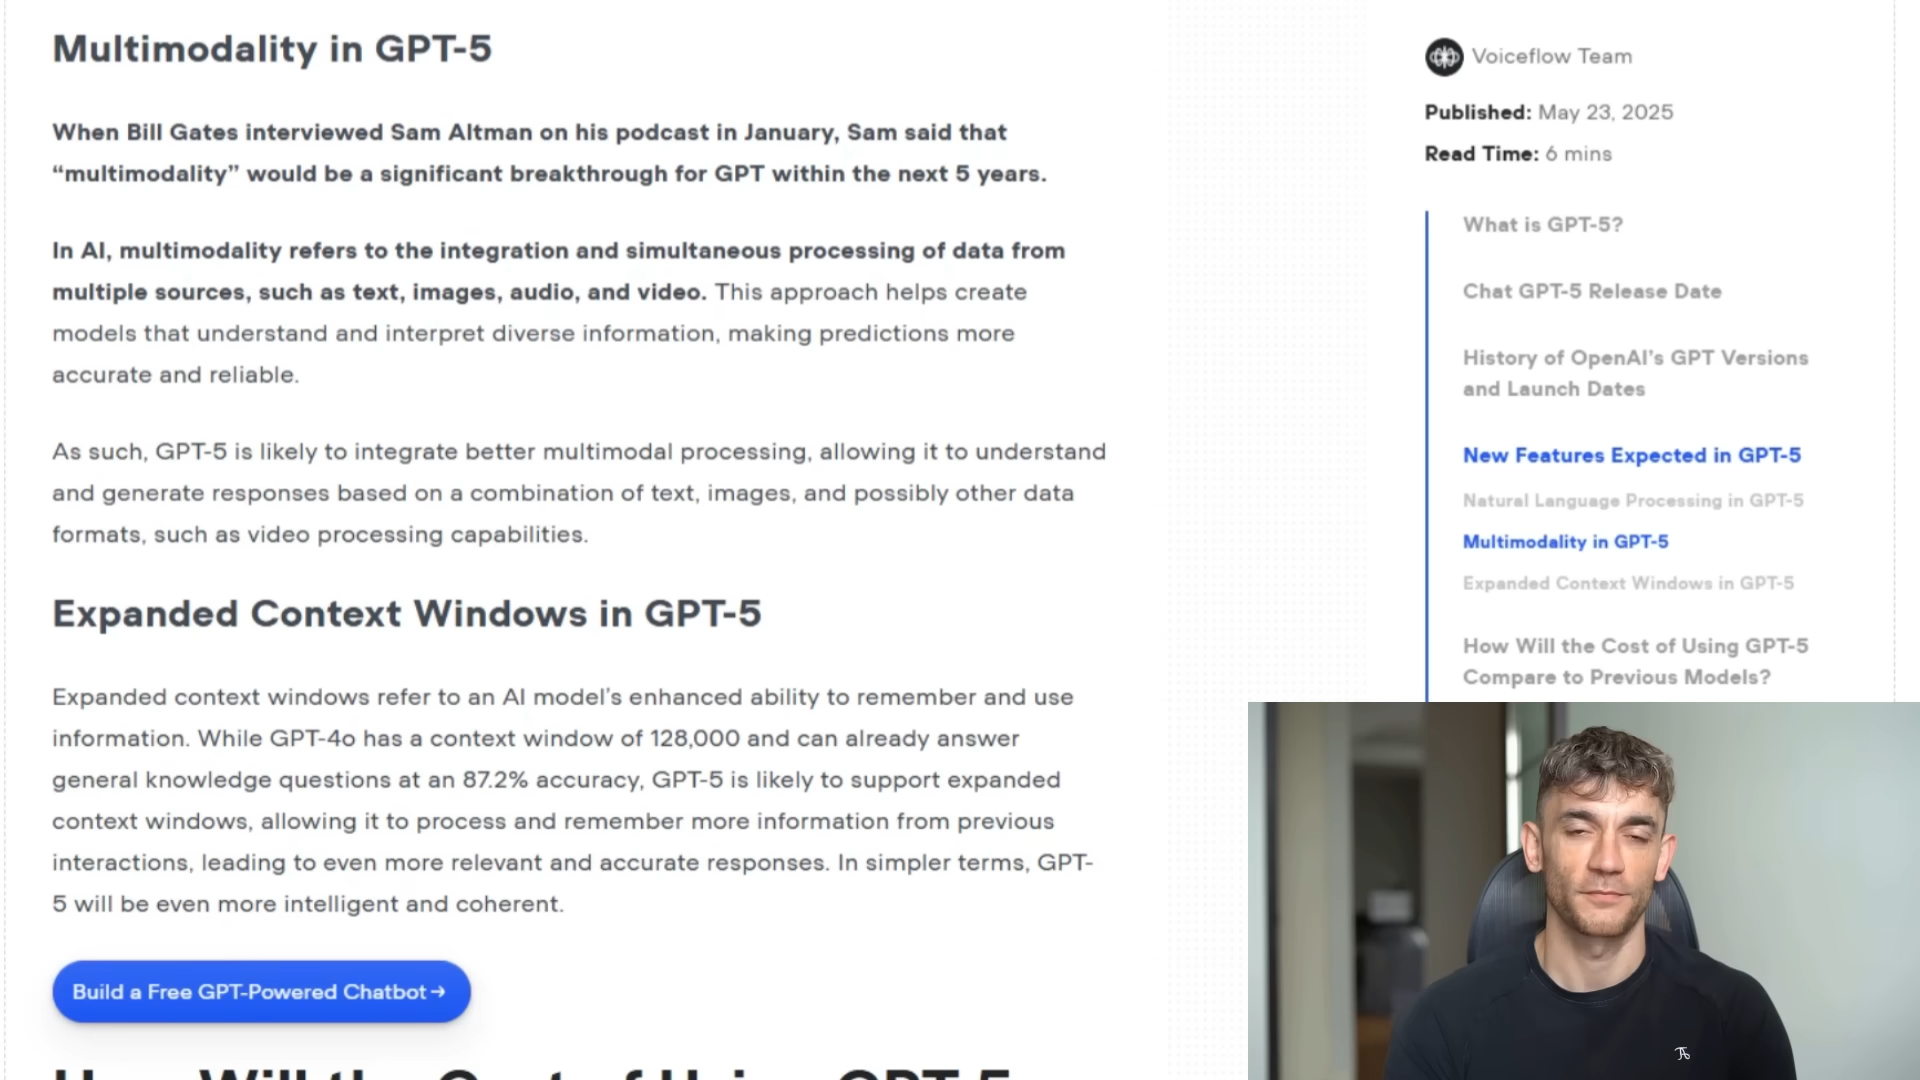 Multimodality in GPT-5
When Bill Gates interviewed Sam Altman on his podcast in January, Sam said that
“multimodality” would be a significant breakthrough for GPT within the next 5 years.
In AI, multimodality refers to the integration and simultaneous processing of data from
multiple sources, such as text, images, audio, and video. This approach helps create
models that understand and interpret diverse information, making predictions more
accurate and reliable.
As such, GPT-5 is likely to integrate better multimodal processing, allowing it to understand
and generate responses based on a combination of text, images, and possibly other data
formats, such as video processing capabilities.
Expanded Context Windows in GPT-5
Expanded context windows refer to an AI model’s enhanced ability to remember and use
information. While GPT-4o has a context window of 128,000 and can already answer
general knowledge questions at an 87.2% accuracy, GPT-5 is likely to support expanded
context windows, allowing it to process and remember more information from previous
interactions, leading to even more relevant and accurate responses. In simpler terms, GPT-
5 will be even more intelligent and coherent.
Build a Free GPT-Powered Chatbot→
How Will the Cost of Using GPT-5
Voiceflow Team
Published: May 23, 2025
Read Time: 6 mins
What is GPT-5?
Chat GPT-5 Release Date
History of OpenAI’s GPT Versions
and Launch Dates
New Features Expected in GPT-5
Natural Language Processing in GPT-5
Multimodality in GPT-5
Expanded Context Windows in GPT-5
How Will the Cost of Using GPT-5
Compare to Previous Models?